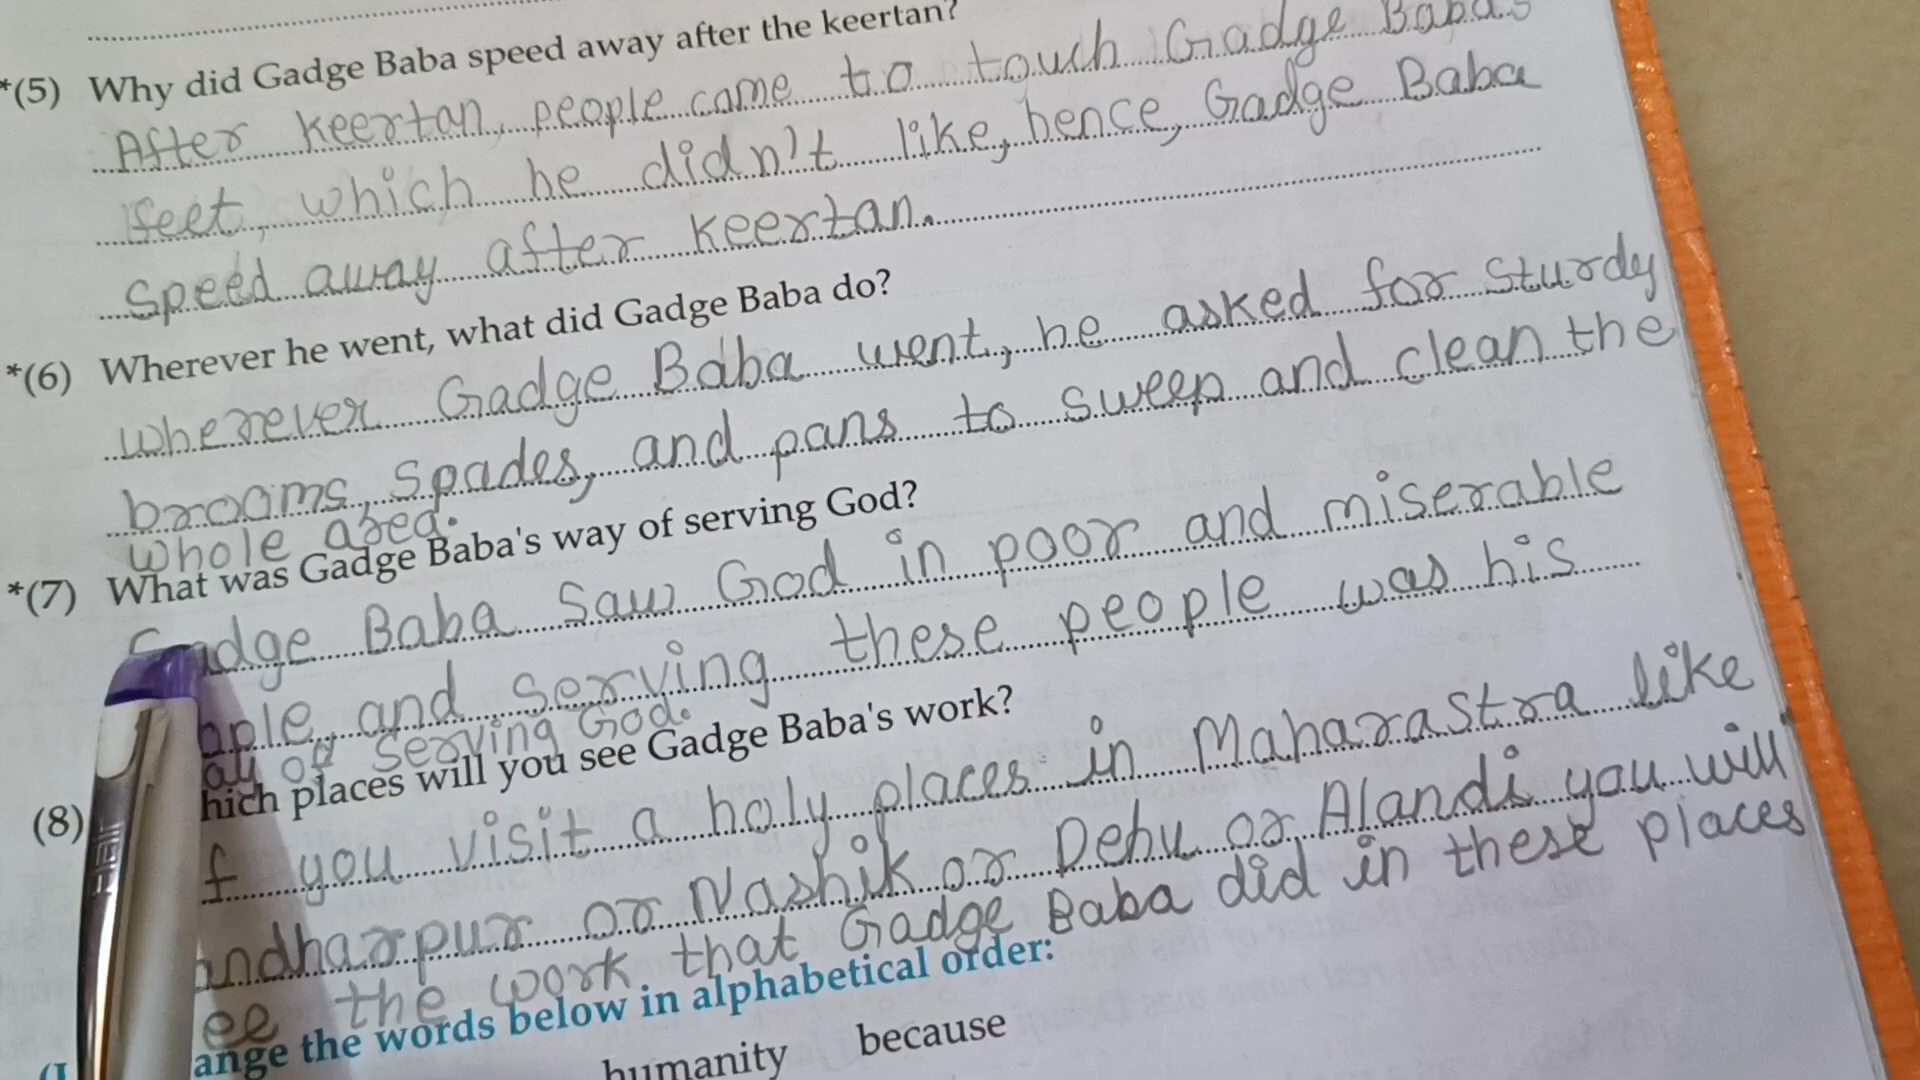 *(5) Why did Gadge Baba speed away after the keertan?
After keertan, people came to touch Gadge Baba's
feet, which he didn't like, hence, Gadge Baba
speed away after keertan.
*(6) Wherever he went, what did Gadge Baba do?
wherever Gadge Baba went, he asked for sturdy
brooms, spades, and pans to sweep and clean the
whole area.
*(7) What was Gadge Baba's way of serving God?
Gadge Baba saw God in poor and miserable
ople, and serving these people was his
ay of serving God.
(8) hich places will you see Gadge Baba's work?
f you visit a holy places in Maharastra like
andharpur or Nashik or Dehu or Alandi you will
ee the work that Gadge Baba did in these places
ange the words below in alphabetical order:
humanity because